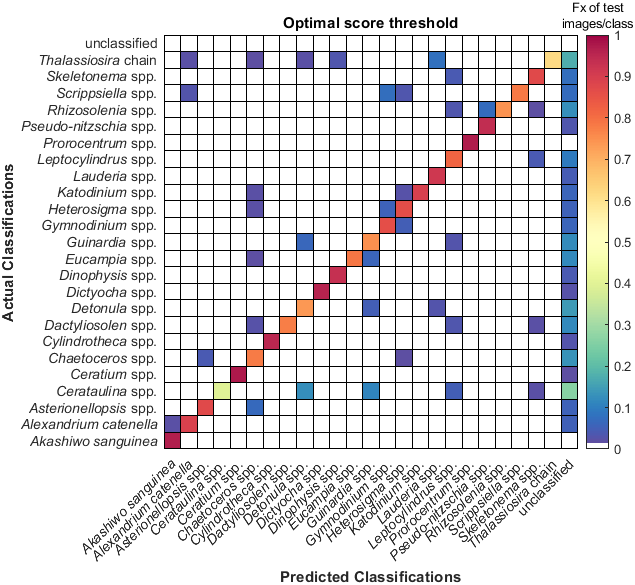 Optimal score threshold
Fx of test
images/class
Actual Classifications
unclassified
Thalassiosira chain
Skeletonema spp.
Scrippsiella spp.
Rhizosolenia spp.
Pseudo-nitzschia spp.
Prorocentrum spp.
Leptocylindrus spp.
Lauderia spp.
Katodinium spp.
Heterosigma spp.
Gymnodinium spp.
Guinardia spp.
Eucampia spp.
Dinophysis spp.
Dictyocha spp.
Detonula spp.
Dactyliosolen spp.
Cylindrotheca spp.
Chaetoceros spp.
Ceratium spp.
Cerataulina spp.
Asterionellopsis spp.
Alexandrium catenella
Akashiwo sanguinea
1
0.9
0.8
0.7
0.6
0.5
0.4
0.3
0.2
0.1
0
Akashiwo sanguinea
Alexandrium catenella
Asterionellopsis spp.
Cerataulina spp.
Ceratium spp.
Chaetoceros spp.
Cylindrotheca spp.
Dactyliosolen spp.
Detonula spp.
Dictyocha spp.
Dinophysis spp.
Eucampia spp.
Guinardia spp.
Gymnodinium spp.
Heterosigma spp.
Katodinium spp.
Lauderia spp.
Leptocylindrus spp.
Prorocentrum spp.
Pseudo-nitzschia spp.
Rhizosolenia spp.
Scrippsiella spp.
Skeletonema spp.
Thalassiosira chain
unclassified
Predicted Classifications